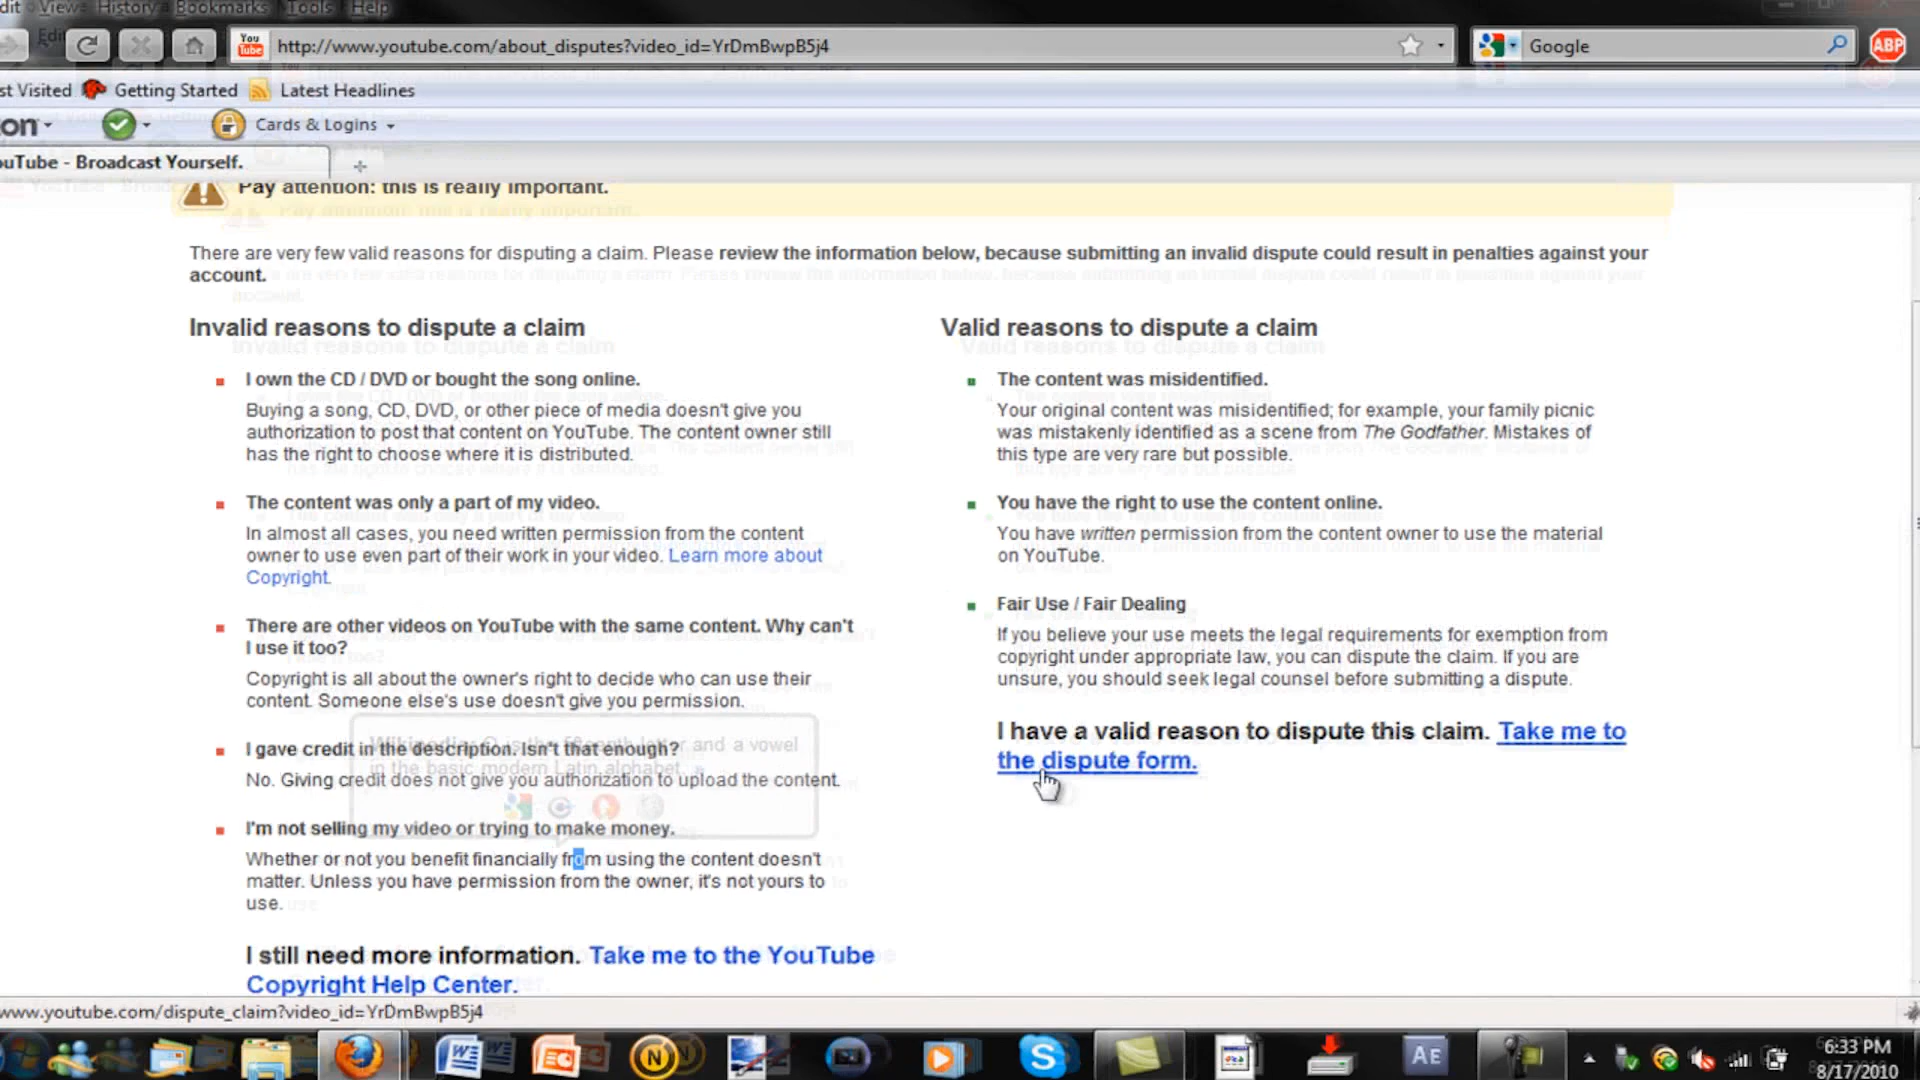 dit View History Bookmarks Tools Help
http://www.youtube.com/about_disputes?video_id=YrDmBwpB5j4
Google
ABP
st Visited Getting Started Latest Headlines
on Cards & Logins
ouTube - Broadcast Yourself.
Pay attention: this is really important.
There are very few valid reasons for disputing a claim. Please review the information below, because submitting an invalid dispute could result in penalties against your
account.
Invalid reasons to dispute a claim
I own the CD / DVD or bought the song online.
Buying a song, CD, DVD, or other piece of media doesn't give you
authorization to post that content on YouTube. The content owner still
has the right to choose where it is distributed.
The content was only a part of my video.
In almost all cases, you need written permission from the content
owner to use even part of their work in your video. Learn more about
Copyright.
There are other videos on YouTube with the same content. Why can't
I use it too?
Copyright is all about the owner's right to decide who can use their
content. Someone else's use doesn't give you permission.
I gave credit in the description. Isn't that enough?
No. Giving credit does not give you authorization to upload the content.
I'm not selling my video or trying to make money.
Whether or not you benefit financially from using the content doesn't
matter. Unless you have permission from the owner, it's not yours to
use.
I still need more information. Take me to the YouTube
Copyright Help Center.
Valid reasons to dispute a claim
The content was misidentified.
Your original content was misidentified; for example, your family picnic
was mistakenly identified as a scene from The Godfather. Mistakes of
this type are very rare but possible.
You have the right to use the content online.
You have written permission from the content owner to use the material
on YouTube.
Fair Use / Fair Dealing
If you believe your use meets the legal requirements for exemption from
copyright under appropriate law, you can dispute the claim. If you are
unsure, you should seek legal counsel before submitting a dispute.
I have a valid reason to dispute this claim. Take me to
the dispute form.
www.youtube.com/dispute_claim?video_id=YrDmBwpB5j4
AE
6:33 PM
8/17/2010